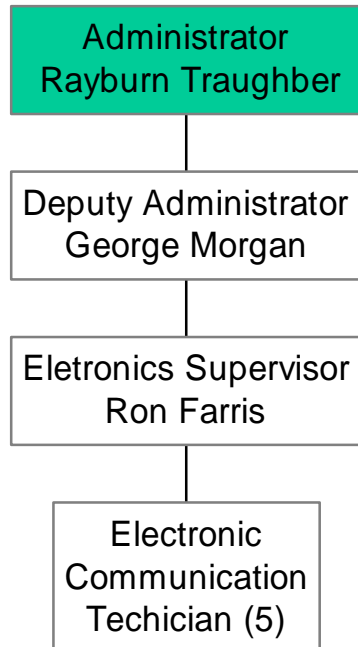 Administrator
Rayburn Traughber
Deputy Administrator
George Morgan
Eletronics Supervisor
Ron Farris
Electronic
Communication
Techician (5)